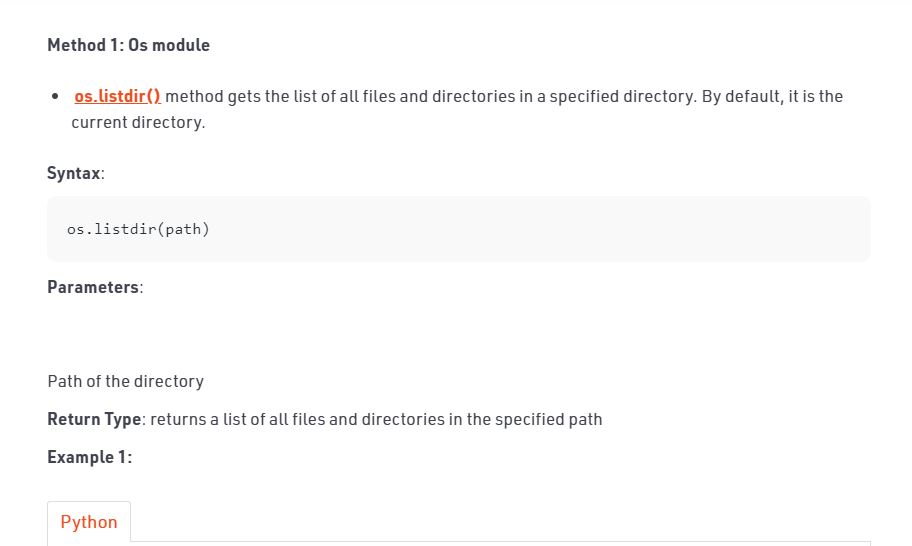 Method 1: Os module
• os.listdir() method gets the list of all files and directories in a specified directory. By default, it is the
current directory.
Syntax:
os.listdir(path)
Parameters:
Path of the directory
Return Type: returns a list of all files and directories in the specified path
Example 1:
Python